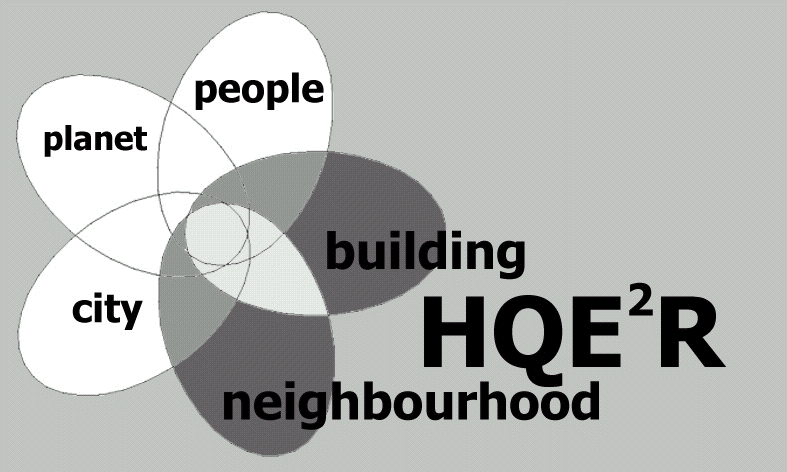 people
planet
building
city
HQE²R
neighbourhood